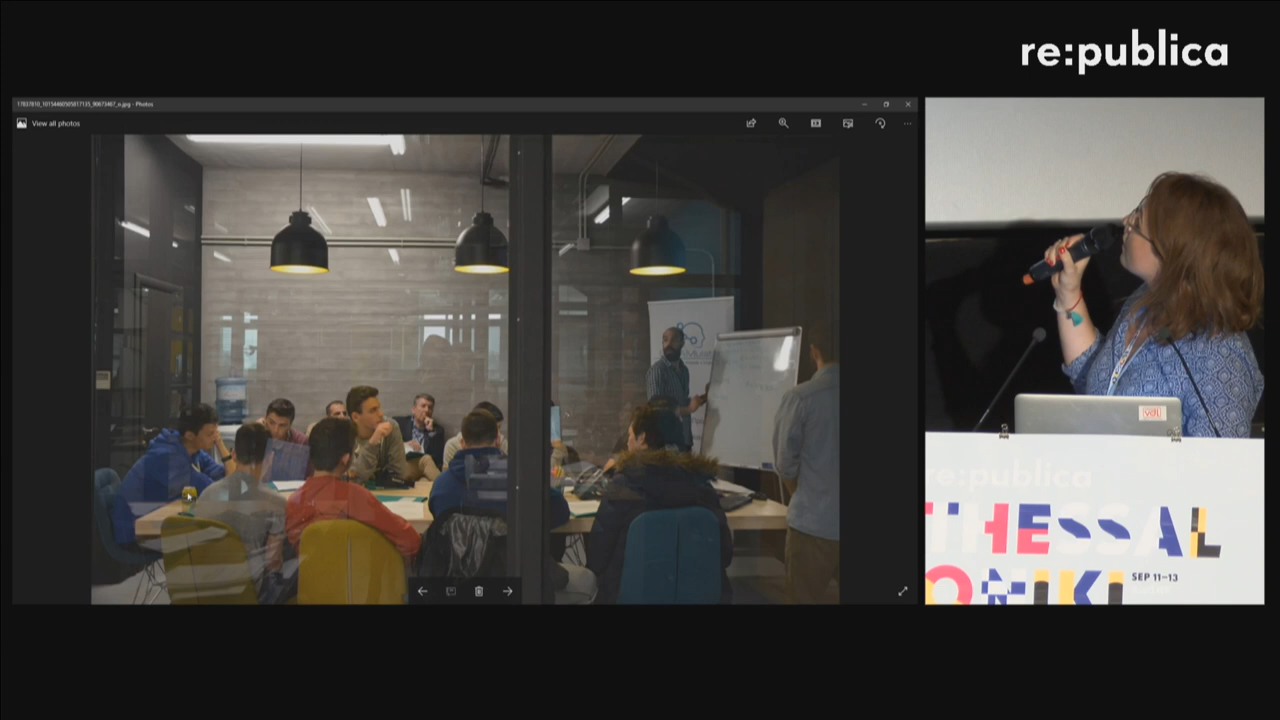 re:publica
View all photos
re:publica
THESSAL
ONIKI
SEP 11–13